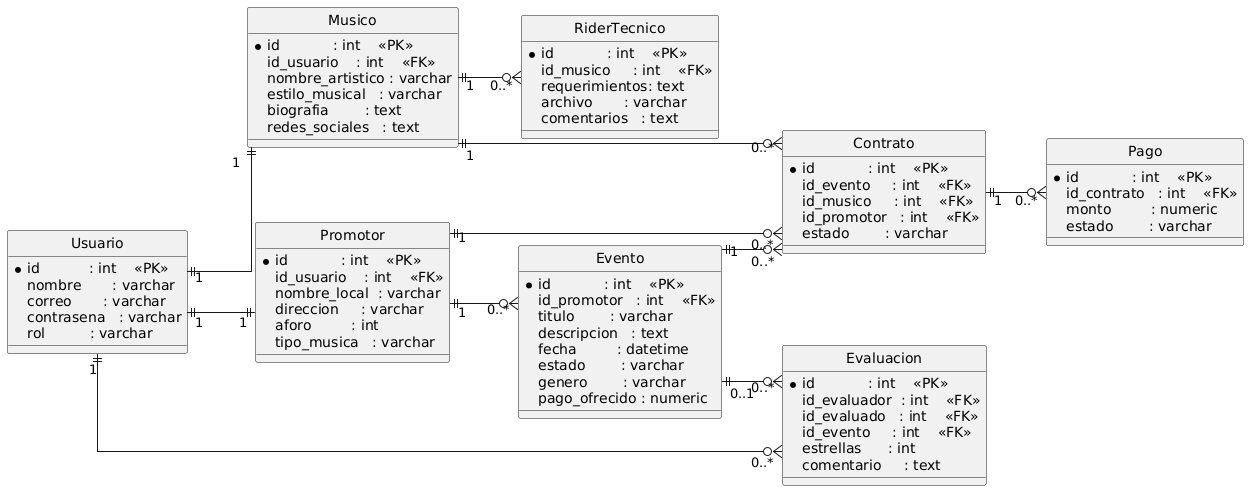 Musico
id : int «PK»
id_usuario : int «FK»
nombre_artistico : varchar
estilo_musical : varchar
biografia : text
redes_sociales : text
RiderTecnico
id : int «PK»
id_musico : int «FK»
requerimientos: text
archivo : varchar
comentarios : text
1
0..*
1
0..*
1
Contrato
id : int «PK»
id_evento : int «FK»
id_musico : int «FK»
id_promotor : int «FK»
estado : varchar
1
0..*
Pago
id : int «PK»
id_contrato : int «FK»
monto : numeric
estado : varchar
Usuario
id : int «PK»
nombre : varchar
correo : varchar
contrasena : varchar
rol : varchar
1
1
1
1
Promotor
id : int «PK»
id_usuario : int «FK»
nombre_local : varchar
direccion : varchar
aforo : int
tipo_musica : varchar
1
0..*
1
0..*
1
0..*
Evento
id : int «PK»
id_promotor : int «FK»
titulo : varchar
descripcion : text
fecha : datetime
estado : varchar
genero : varchar
pago_ofrecido : numeric
0..1
0..*
0..*
Evaluacion
id : int «PK»
id_evaluador : int «FK»
id_evaluado : int «FK»
id_evento : int «FK»
estrellas : int
comentario : text